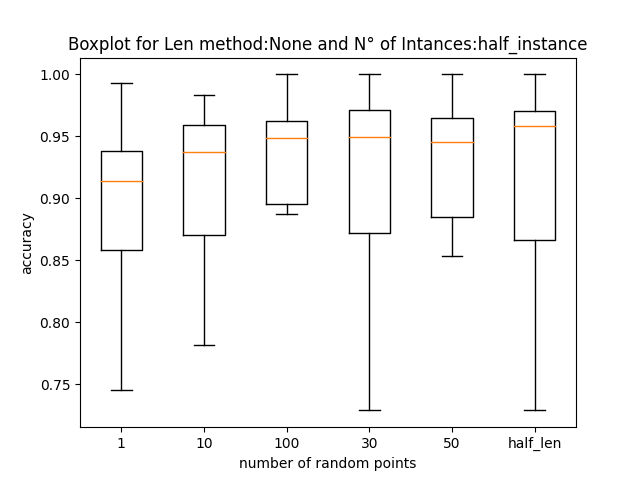 Boxplot for Len method:None and N° of Intances:half_instance
1.00
0.95
0.90
0.85
0.80
0.75
accuracy
1 10 100 30 50 half_len
number of random points